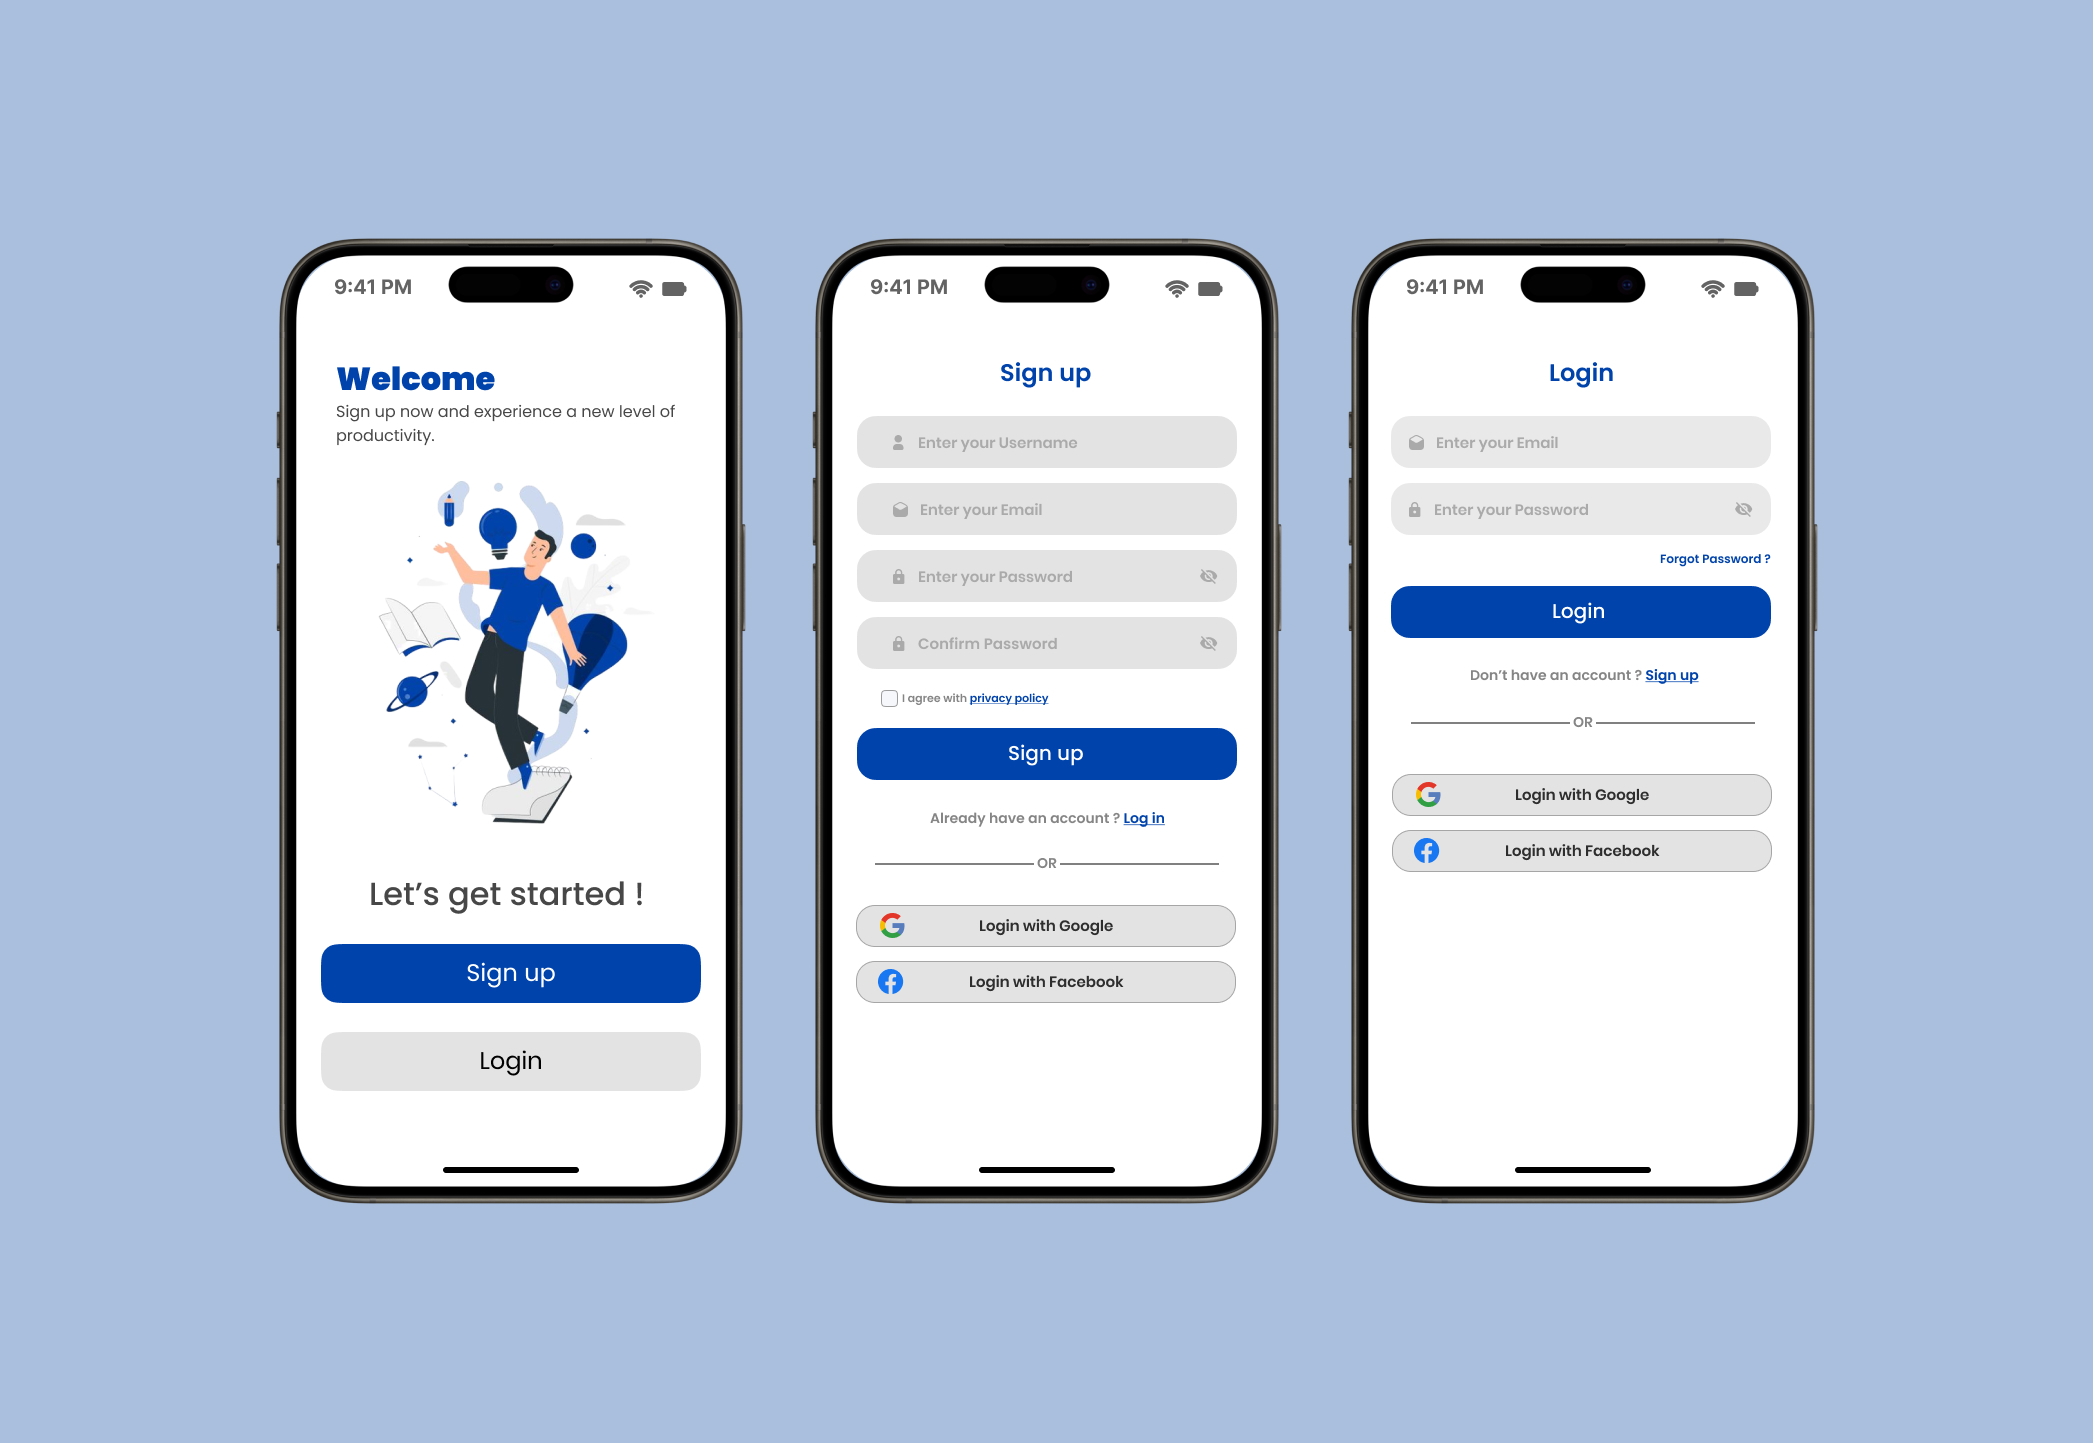 9:41 PM
Welcome
Sign up now and experience a new level of
productivity.
Let's get started !
Sign up
Login
9:41 PM
Sign up
Enter your Username
Enter your Email
Enter your Password
Confirm Password
I agree with privacy policy
Sign up
Already have an account ? Log in
OR
Login with Google
Login with Facebook
9:41 PM
Login
Enter your Email
Enter your Password
Forgot Password ?
Login
Don't have an account ? Sign up
OR
Login with Google
Login with Facebook